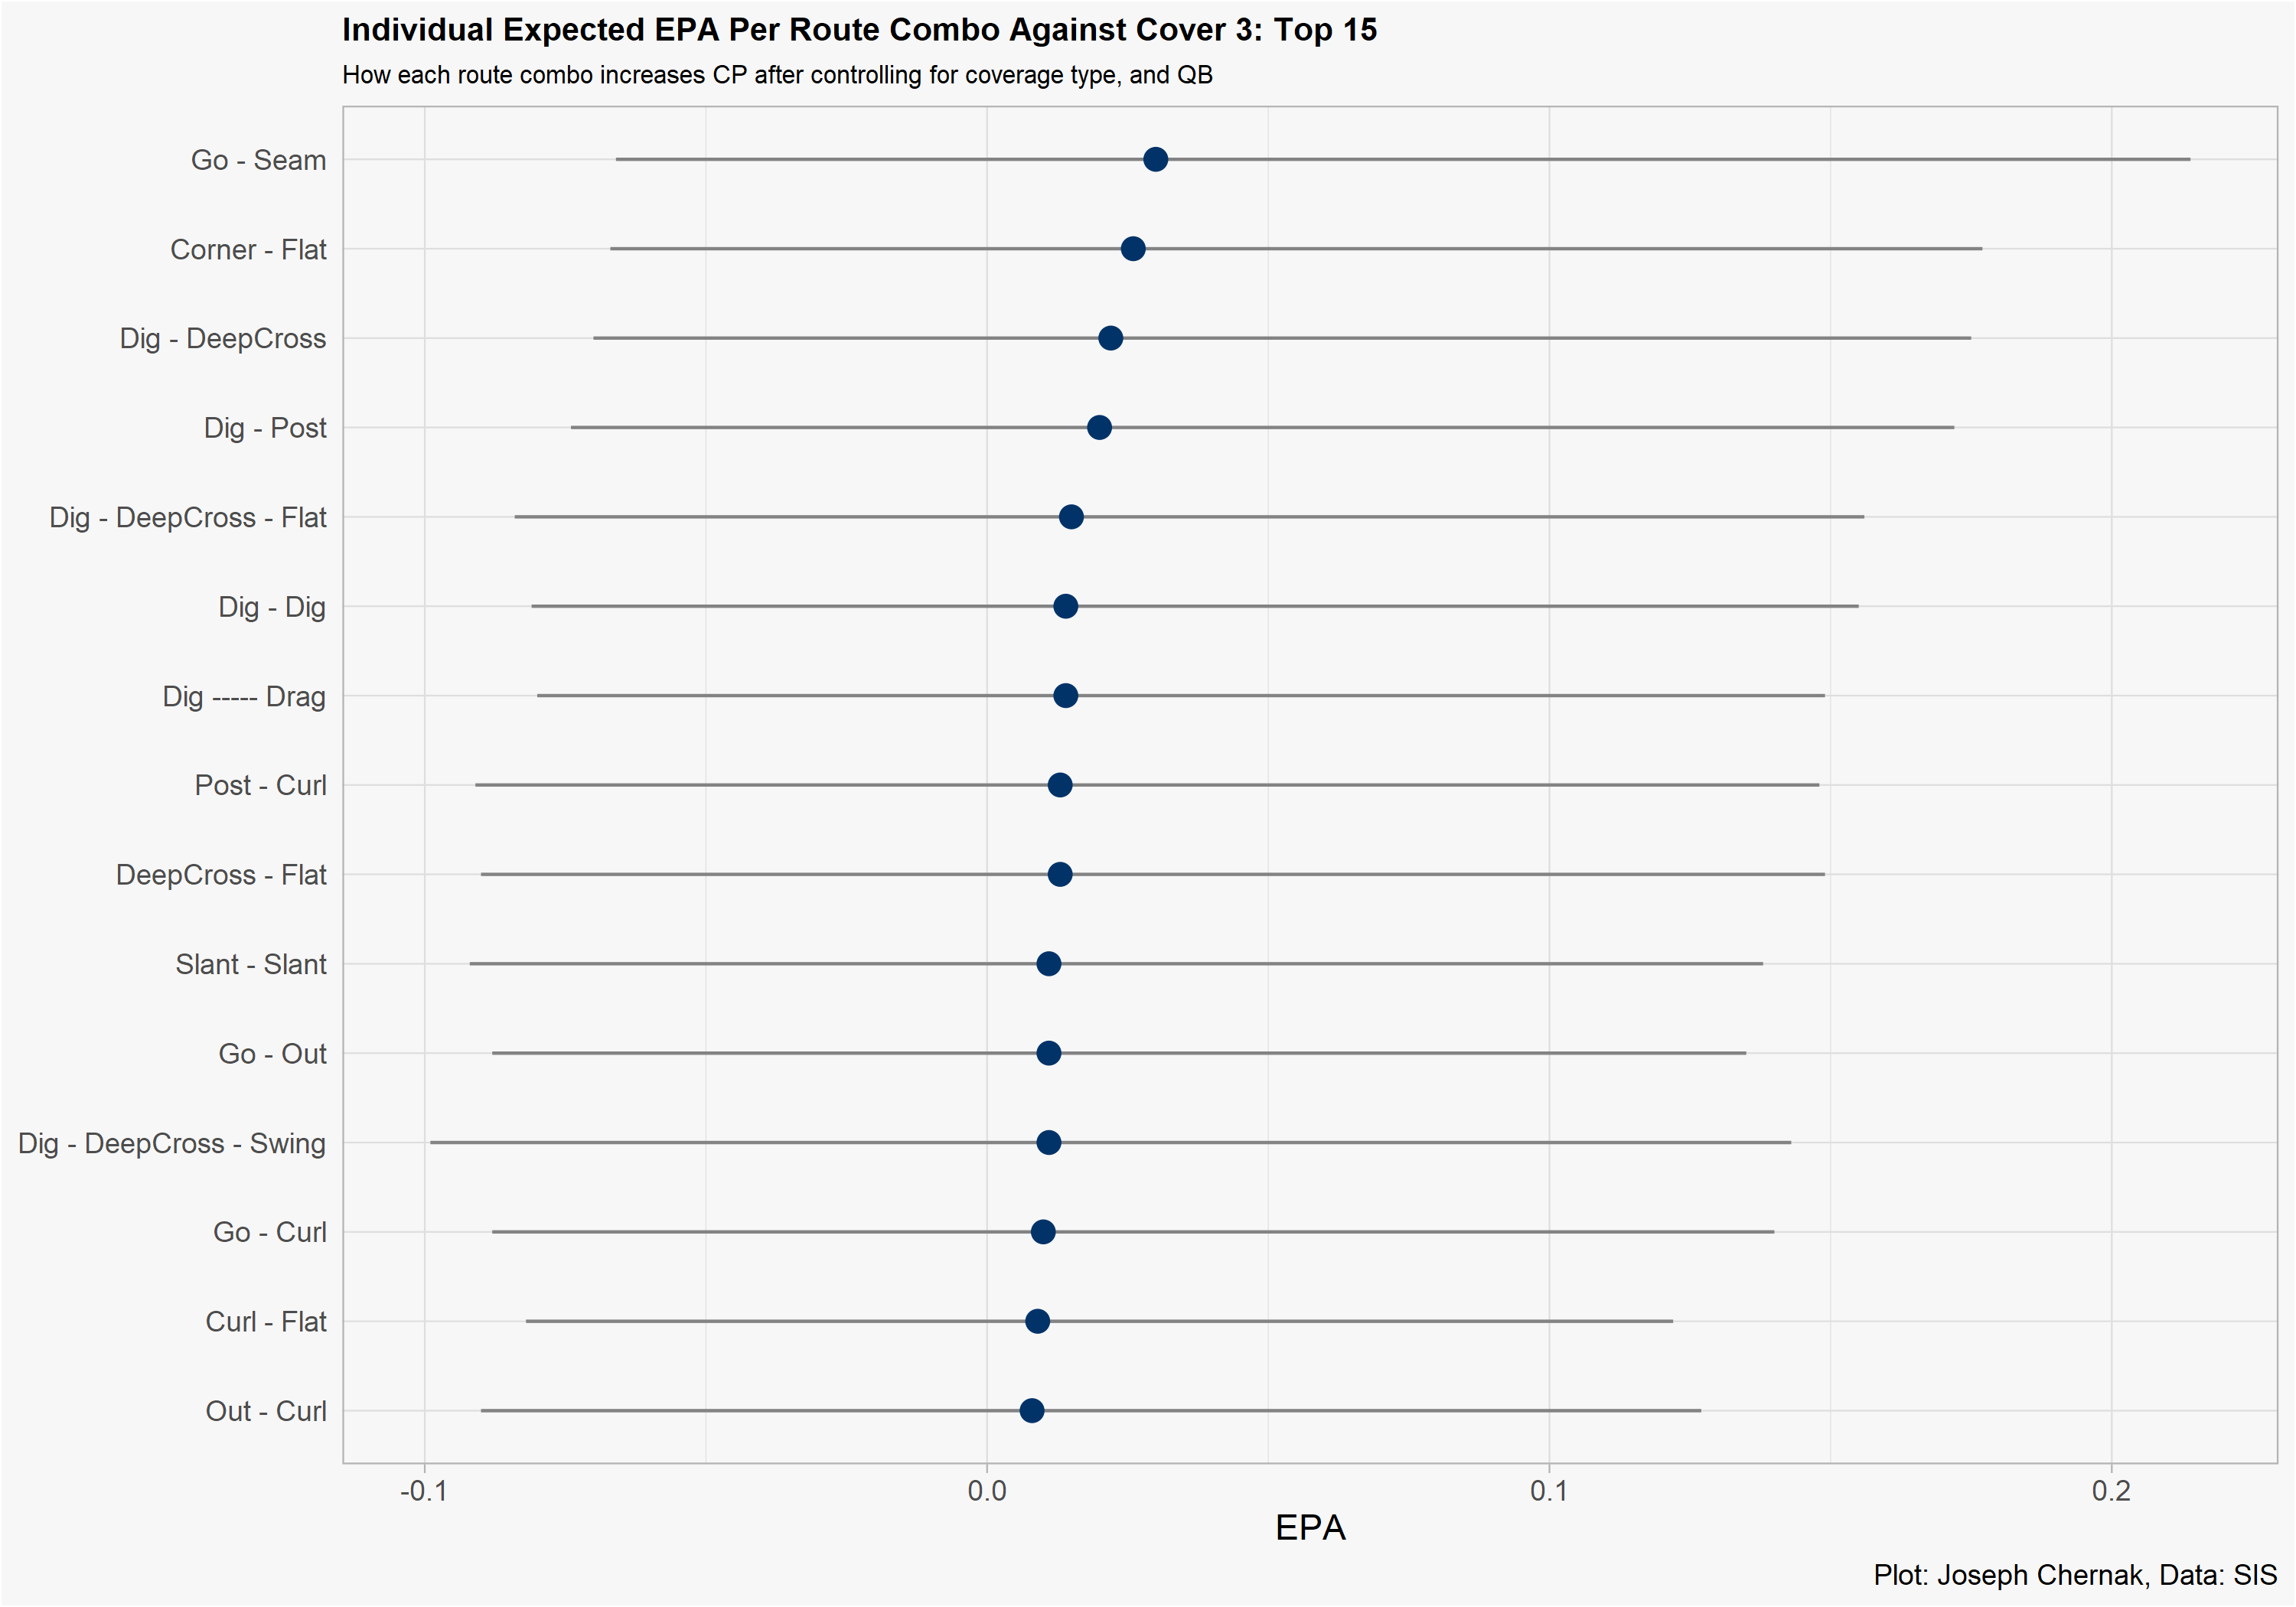 Individual Expected EPA Per Route Combo Against Cover 3: Top 15
How each route combo increases CP after controlling for coverage type, and QB
Go - Seam
Corner - Flat
Dig - DeepCross
Dig - Post
Dig - DeepCross - Flat
Dig - Dig
Dig ----- Drag
Post - Curl
DeepCross - Flat
Slant - Slant
Go - Out
Dig - DeepCross - Swing
Go - Curl
Curl - Flat
Out - Curl
-0.1 0.0 0.1 0.2
EPA
Plot: Joseph Chernak, Data: SIS